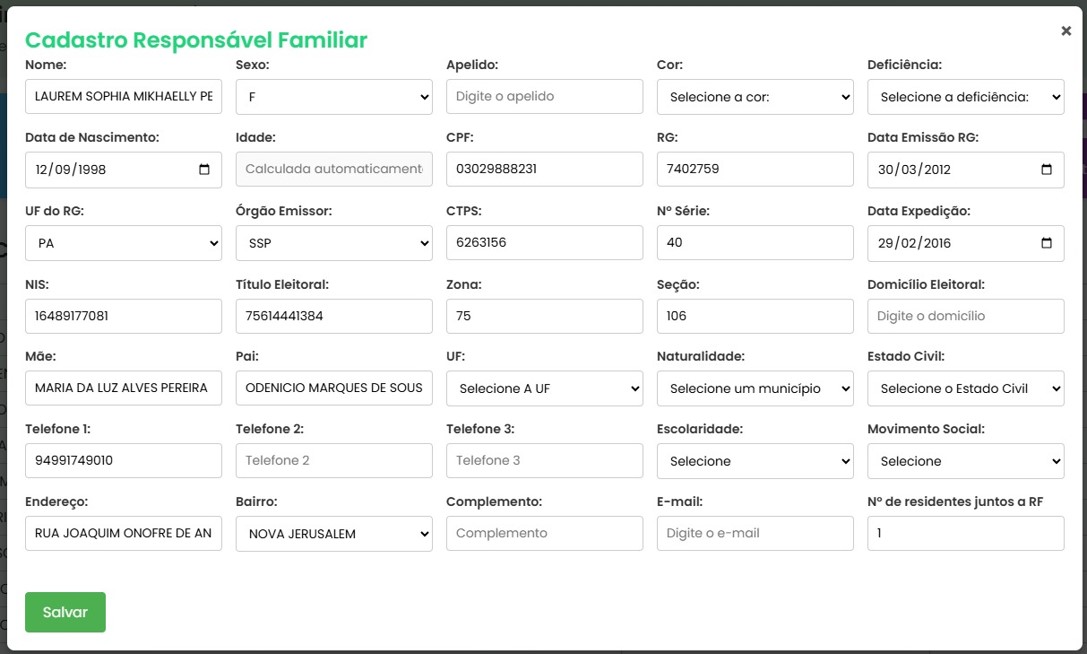 Cadastro Responsável Familiar
×
Nome: Sexo: Apelido: Cor: Deficiência:
LAUREM SOPHIA MIKHAELLY PE F Digite o apelido Selecione a cor: Selecione a deficiência:
Data de Nascimento: Idade: CPF: RG: Data Emissão RG:
12/09/1998 Calculada automaticament 03029888231 7402759 30/03/2012
UF do RG: Órgão Emissor: CTPS: Nº Série: Data Expedição:
PA SSP 6263156 40 29/02/2016
NIS: Título Eleitoral: Zona: Seção: Domicílio Eleitoral:
16489177081 75614441384 75 106 Digite o domicílio
Mãe: Pai: UF: Naturalidade: Estado Civil:
MARIA DA LUZ ALVES PEREIRA ODENICIO MARQUES DE SOUS Selecione A UF Selecione um município Selecione o Estado Civil
Telefone 1: Telefone 2: Telefone 3: Escolaridade: Movimento Social:
94991749010 Telefone 2 Telefone 3 Selecione Selecione
Endereço: Bairro: Complemento: E-mail: Nº de residentes juntos a RF
RUA JOAQUIM ONOFRE DE AN NOVA JERUSALEM Complemento Digite o e-mail 1
Salvar